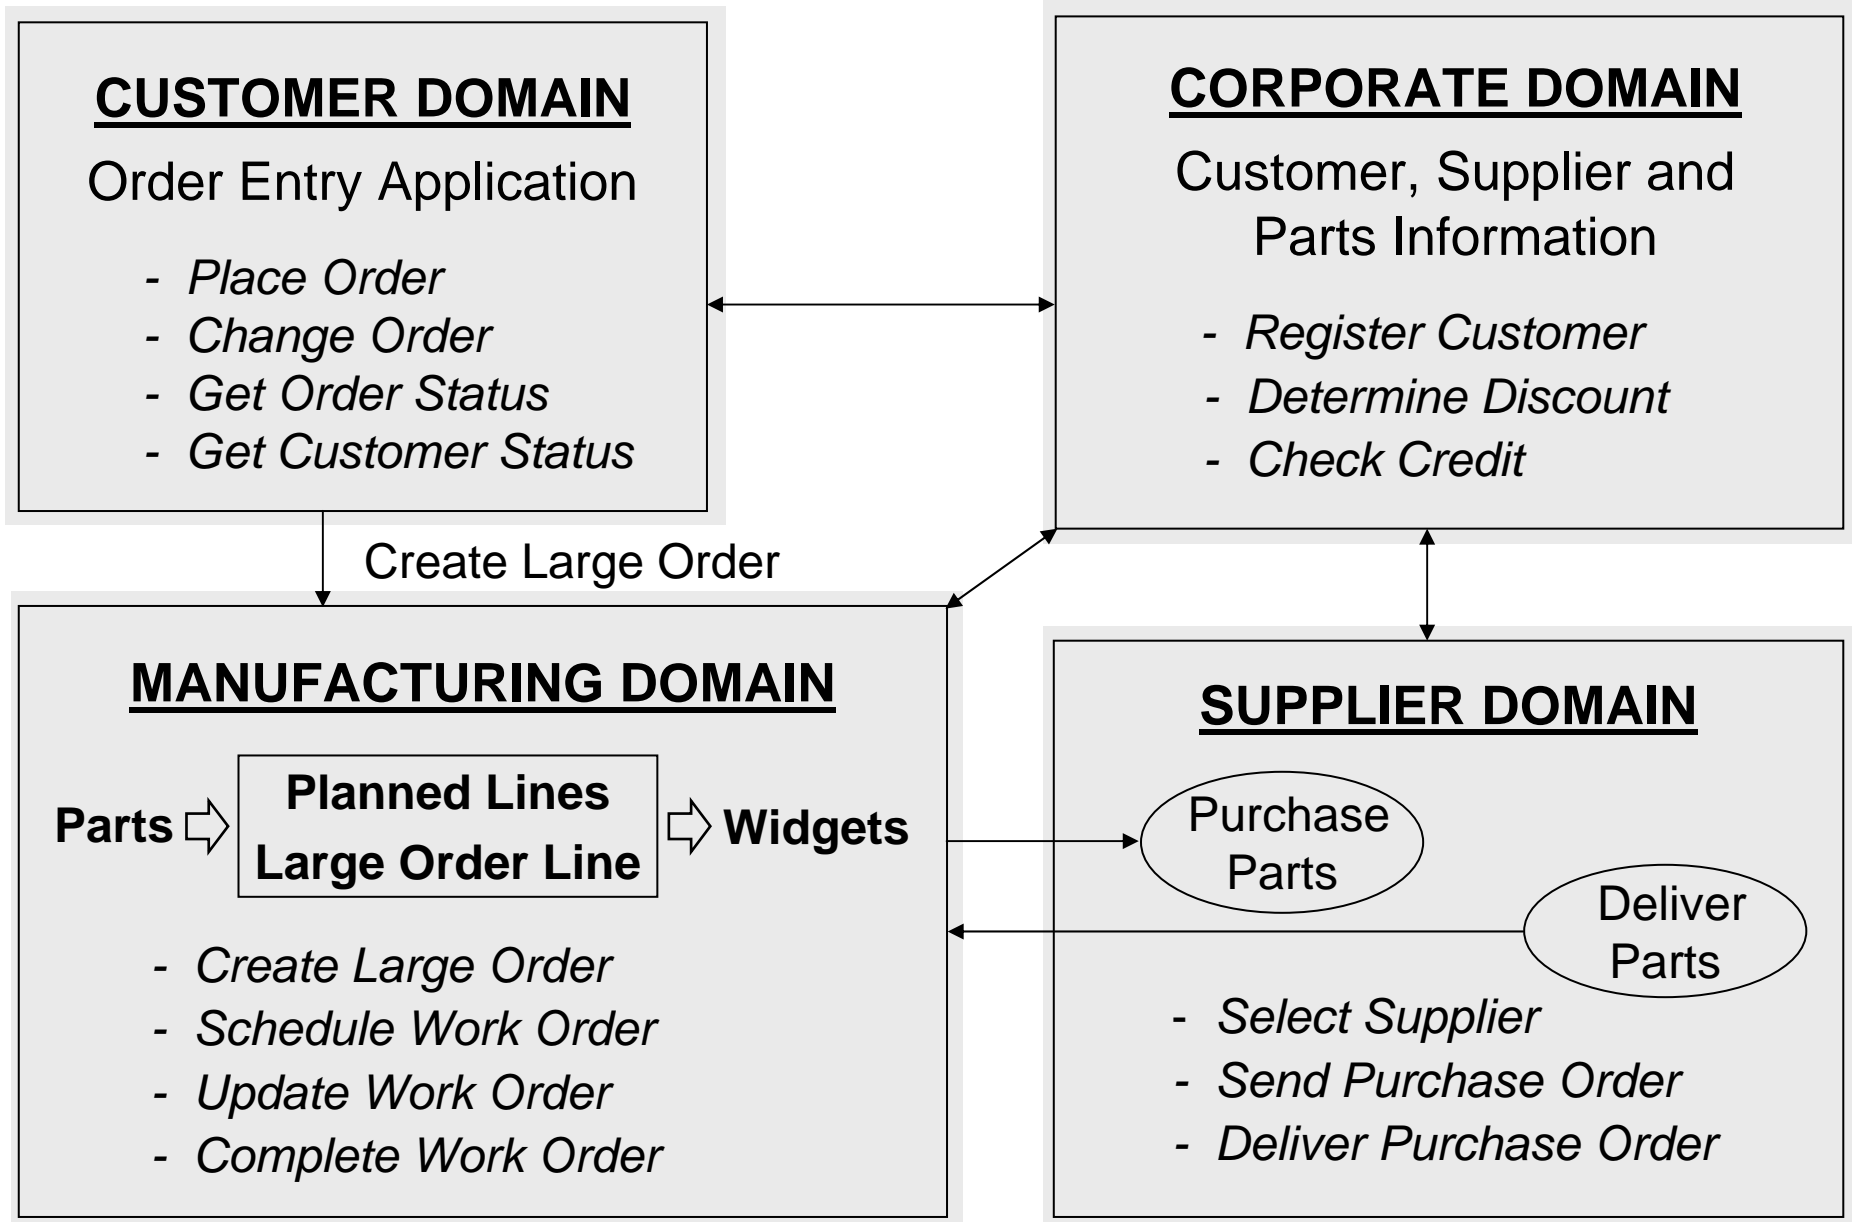 CUSTOMER DOMAIN
Order Entry Application
- Place Order
- Change Order
- Get Order Status
- Get Customer Status
CORPORATE DOMAIN
Customer, Supplier and
Parts Information
- Register Customer
- Determine Discount
- Check Credit
Create Large Order
MANUFACTURING DOMAIN
Parts
Planned Lines
Large Order Line
Widgets
- Create Large Order
- Schedule Work Order
- Update Work Order
- Complete Work Order
SUPPLIER DOMAIN
Purchase
Parts
Deliver
Parts
- Select Supplier
- Send Purchase Order
- Deliver Purchase Order